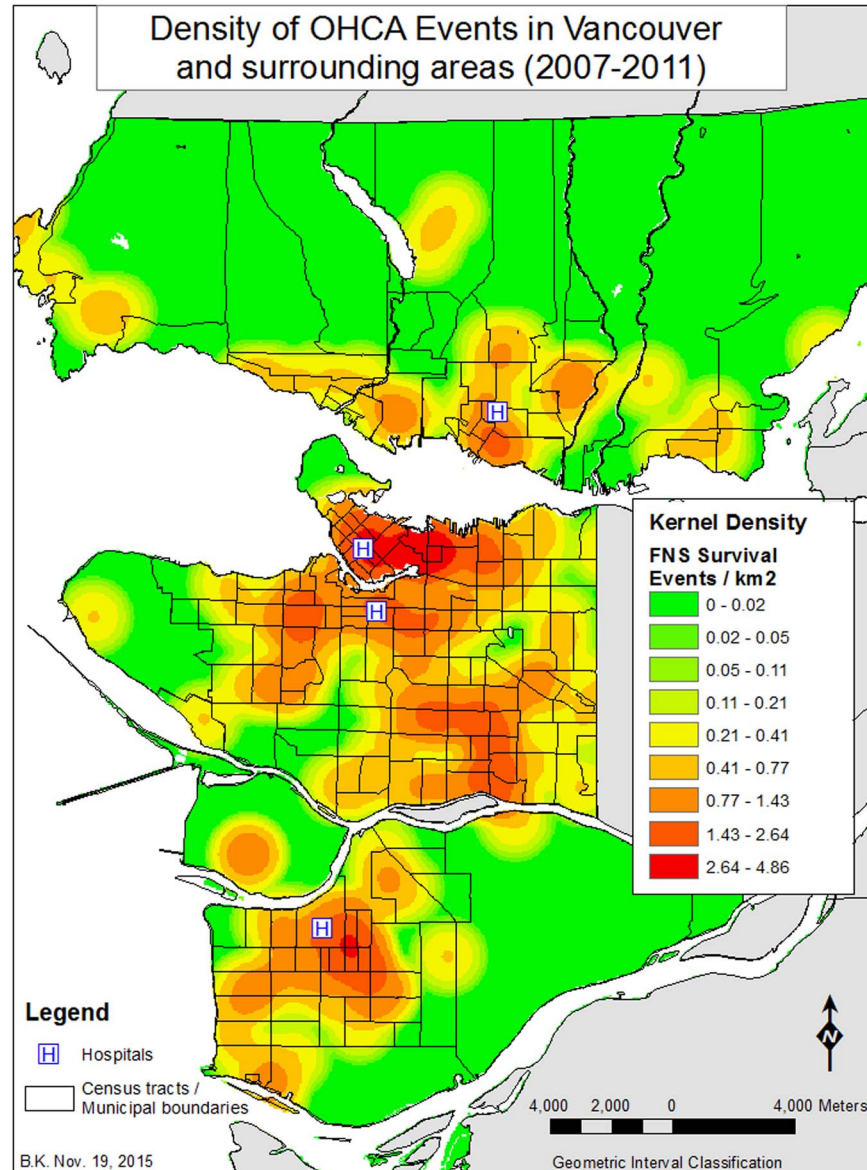 Density of OHCA Events in Vancouver
and surrounding areas (2007-2011)
H
H
H
H
Kernel Density
FNS Survival
Events / km2
0 - 0.02
0.02 - 0.05
0.05 - 0.11
0.11 - 0.21
0.21 - 0.41
0.41 - 0.77
0.77 - 1.43
1.43 - 2.64
2.64 - 4.86
Legend
H Hospitals
Census tracts /
Municipal boundaries
N
4,000 2,000 0 4,000 Meters
B.K. Nov. 19, 2015
Geometric Interval Classification